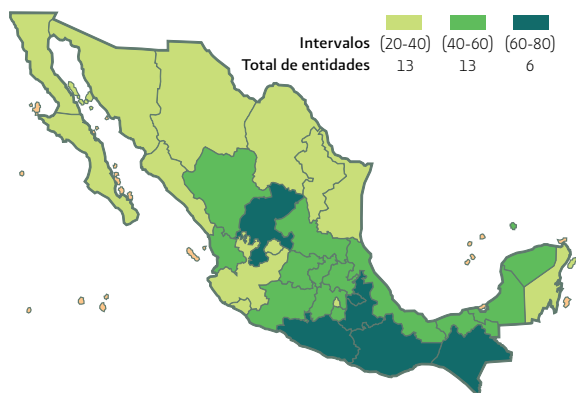 Intervalos (20-40) (40-60) (60-80)
Total de entidades 13 13 6